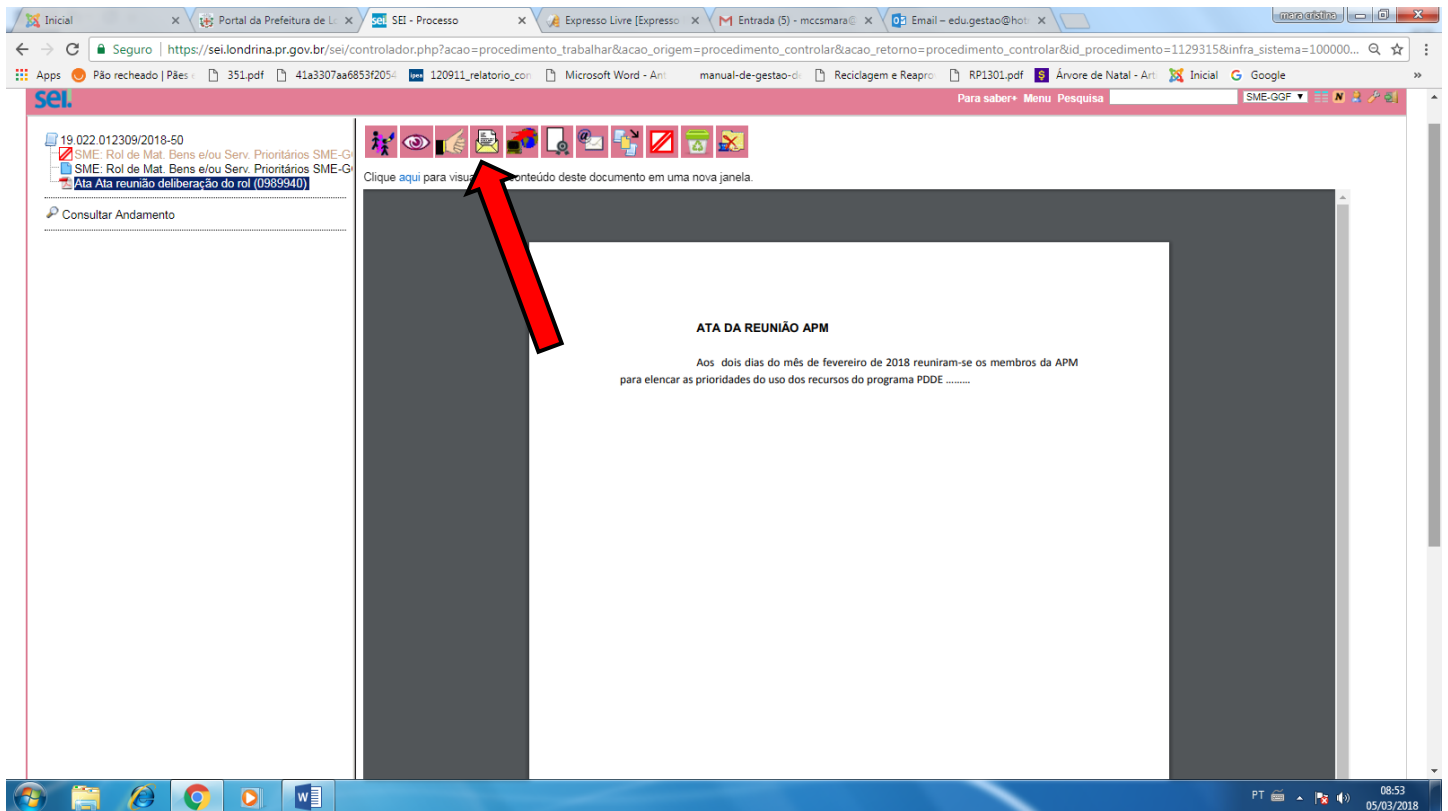 Inicial
Portal da Prefeitura de Lo
sei. SEI - Processo
Expresso Livre [Expresso
Entrada (5) - mccsmara@
Email – edu.gestao@hot
mara cristina
Seguro | https://sei.londrina.pr.gov.br/sei/controlador.php?acao=procedimento_trabalhar&acao_origem=procedimento_controlar&acao_retorno=procedimento_controlar&id_procedimento=1129315&infra_sistema=100000...
Apps
Pão recheado | Pães
351.pdf
41a3307aa6853f2054
ipea 120911_relatorio_con
Microsoft Word - An
manual-de-gestao-d
Reciclagem e Reapro
RP1301.pdf
Árvore de Natal - Art
Inicial
G Google
»
sei.
Para saber+ Menu Pesquisa
SME-GGF
N
19.022.012309/2018-50
SME: Rol de Mat. Bens e/ou Serv. Prioritários SME-G
SME: Rol de Mat. Bens e/ou Serv. Prioritários SME-G
Ata Ata reunião deliberação do rol (0989940)
Consultar Andamento
Clique aqui para visu onteúdo deste documento em uma nova janela.
ATA DA REUNIÃO APM
Aos dois dias do mês de fevereiro de 2018 reuniram-se os membros da APM
para elencar as prioridades do uso dos recursos do programa PDDE .........
PT
08:53
05/03/2018